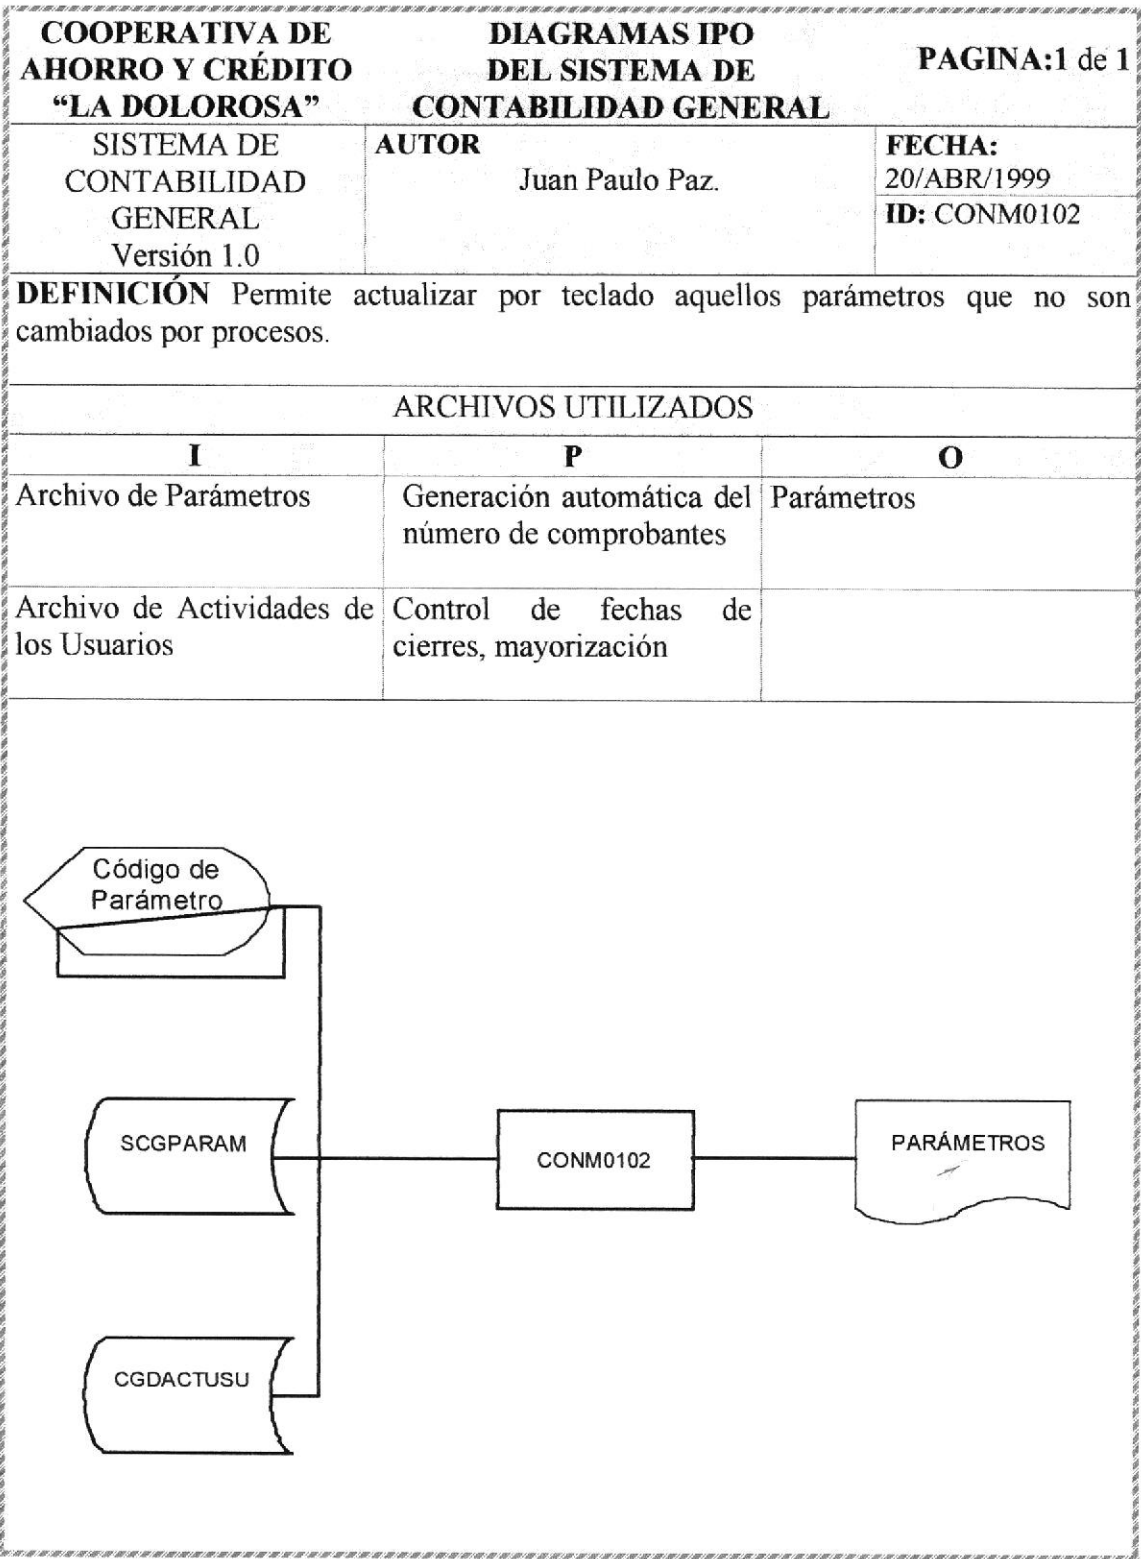 COOPERATIVA DE
AHORRO Y CRÉDITO
“LA DOLOROSA”
DIAGRAMAS IPO
DEL SISTEMA DE
CONTABILIDAD GENERAL
PAGINA:1 de 1
SISTEMA DE
CONTABILIDAD
GENERAL
Versión 1.0
AUTOR
Juan Paulo Paz.
FECHA:
20/ABR/1999
ID: CONM0102
DEFINICIÓN Permite actualizar por teclado aquellos parámetros que no son
cambiados por procesos.
ARCHIVOS UTILIZADOS
I
P
O
Archivo de Parámetros
Generación automática del
número de comprobantes
Parámetros
Archivo de Actividades de
los Usuarios
Control de fechas de
cierres, mayorización
Código de
Parámetro
SCGPARAM
CONM0102
PARÁMETROS
CGDACTUSU